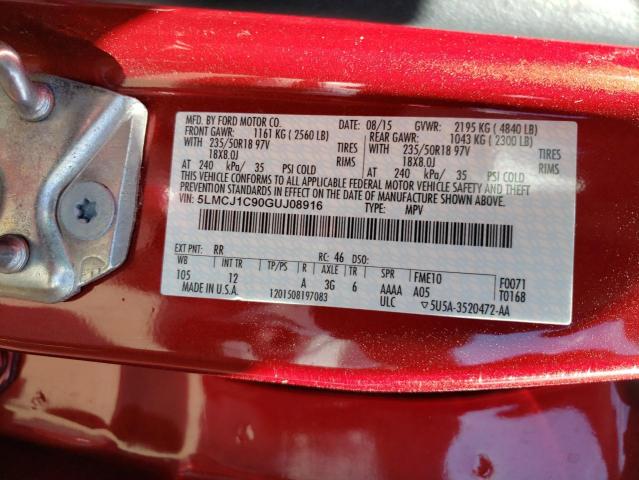 MFD. BY FORD MOTOR CO. DATE: 08/15 GVWR: 2195 KG ( 4840 LB)
FRONT GAWR: 1161 KG ( 2560 LB) REAR GAWR: 1043 KG ( 2300 LB)
WITH 235/50R18 97V TIRES WITH 235/50R18 97V TIRES
18X8.0J RIMS 18X8.0J RIMS
AT 240 kPa/ 35 PSI COLD AT 240 kPa/ 35 PSI COLD
THIS VEHICLE CONFORMS TO ALL APPLICABLE FEDERAL MOTOR VEHICLE SAFETY AND THEFT
PREVENTION STANDARDS IN EFFECT ON THE DATE OF MANUFACTURE SHOWN ABOVE.
VIN: 5LMCJ1C90GUJ08916 TYPE: MPV
EXT PNT: RR RC: 46 DSO:
WB INT TR TP/PS R AXLE TR SPR FME10 F0071
105 12 A 3G 6 AAAA A05 T0168
MADE IN U.S.A. 1201508197083 ULC ▽5U5A-3520472-AA